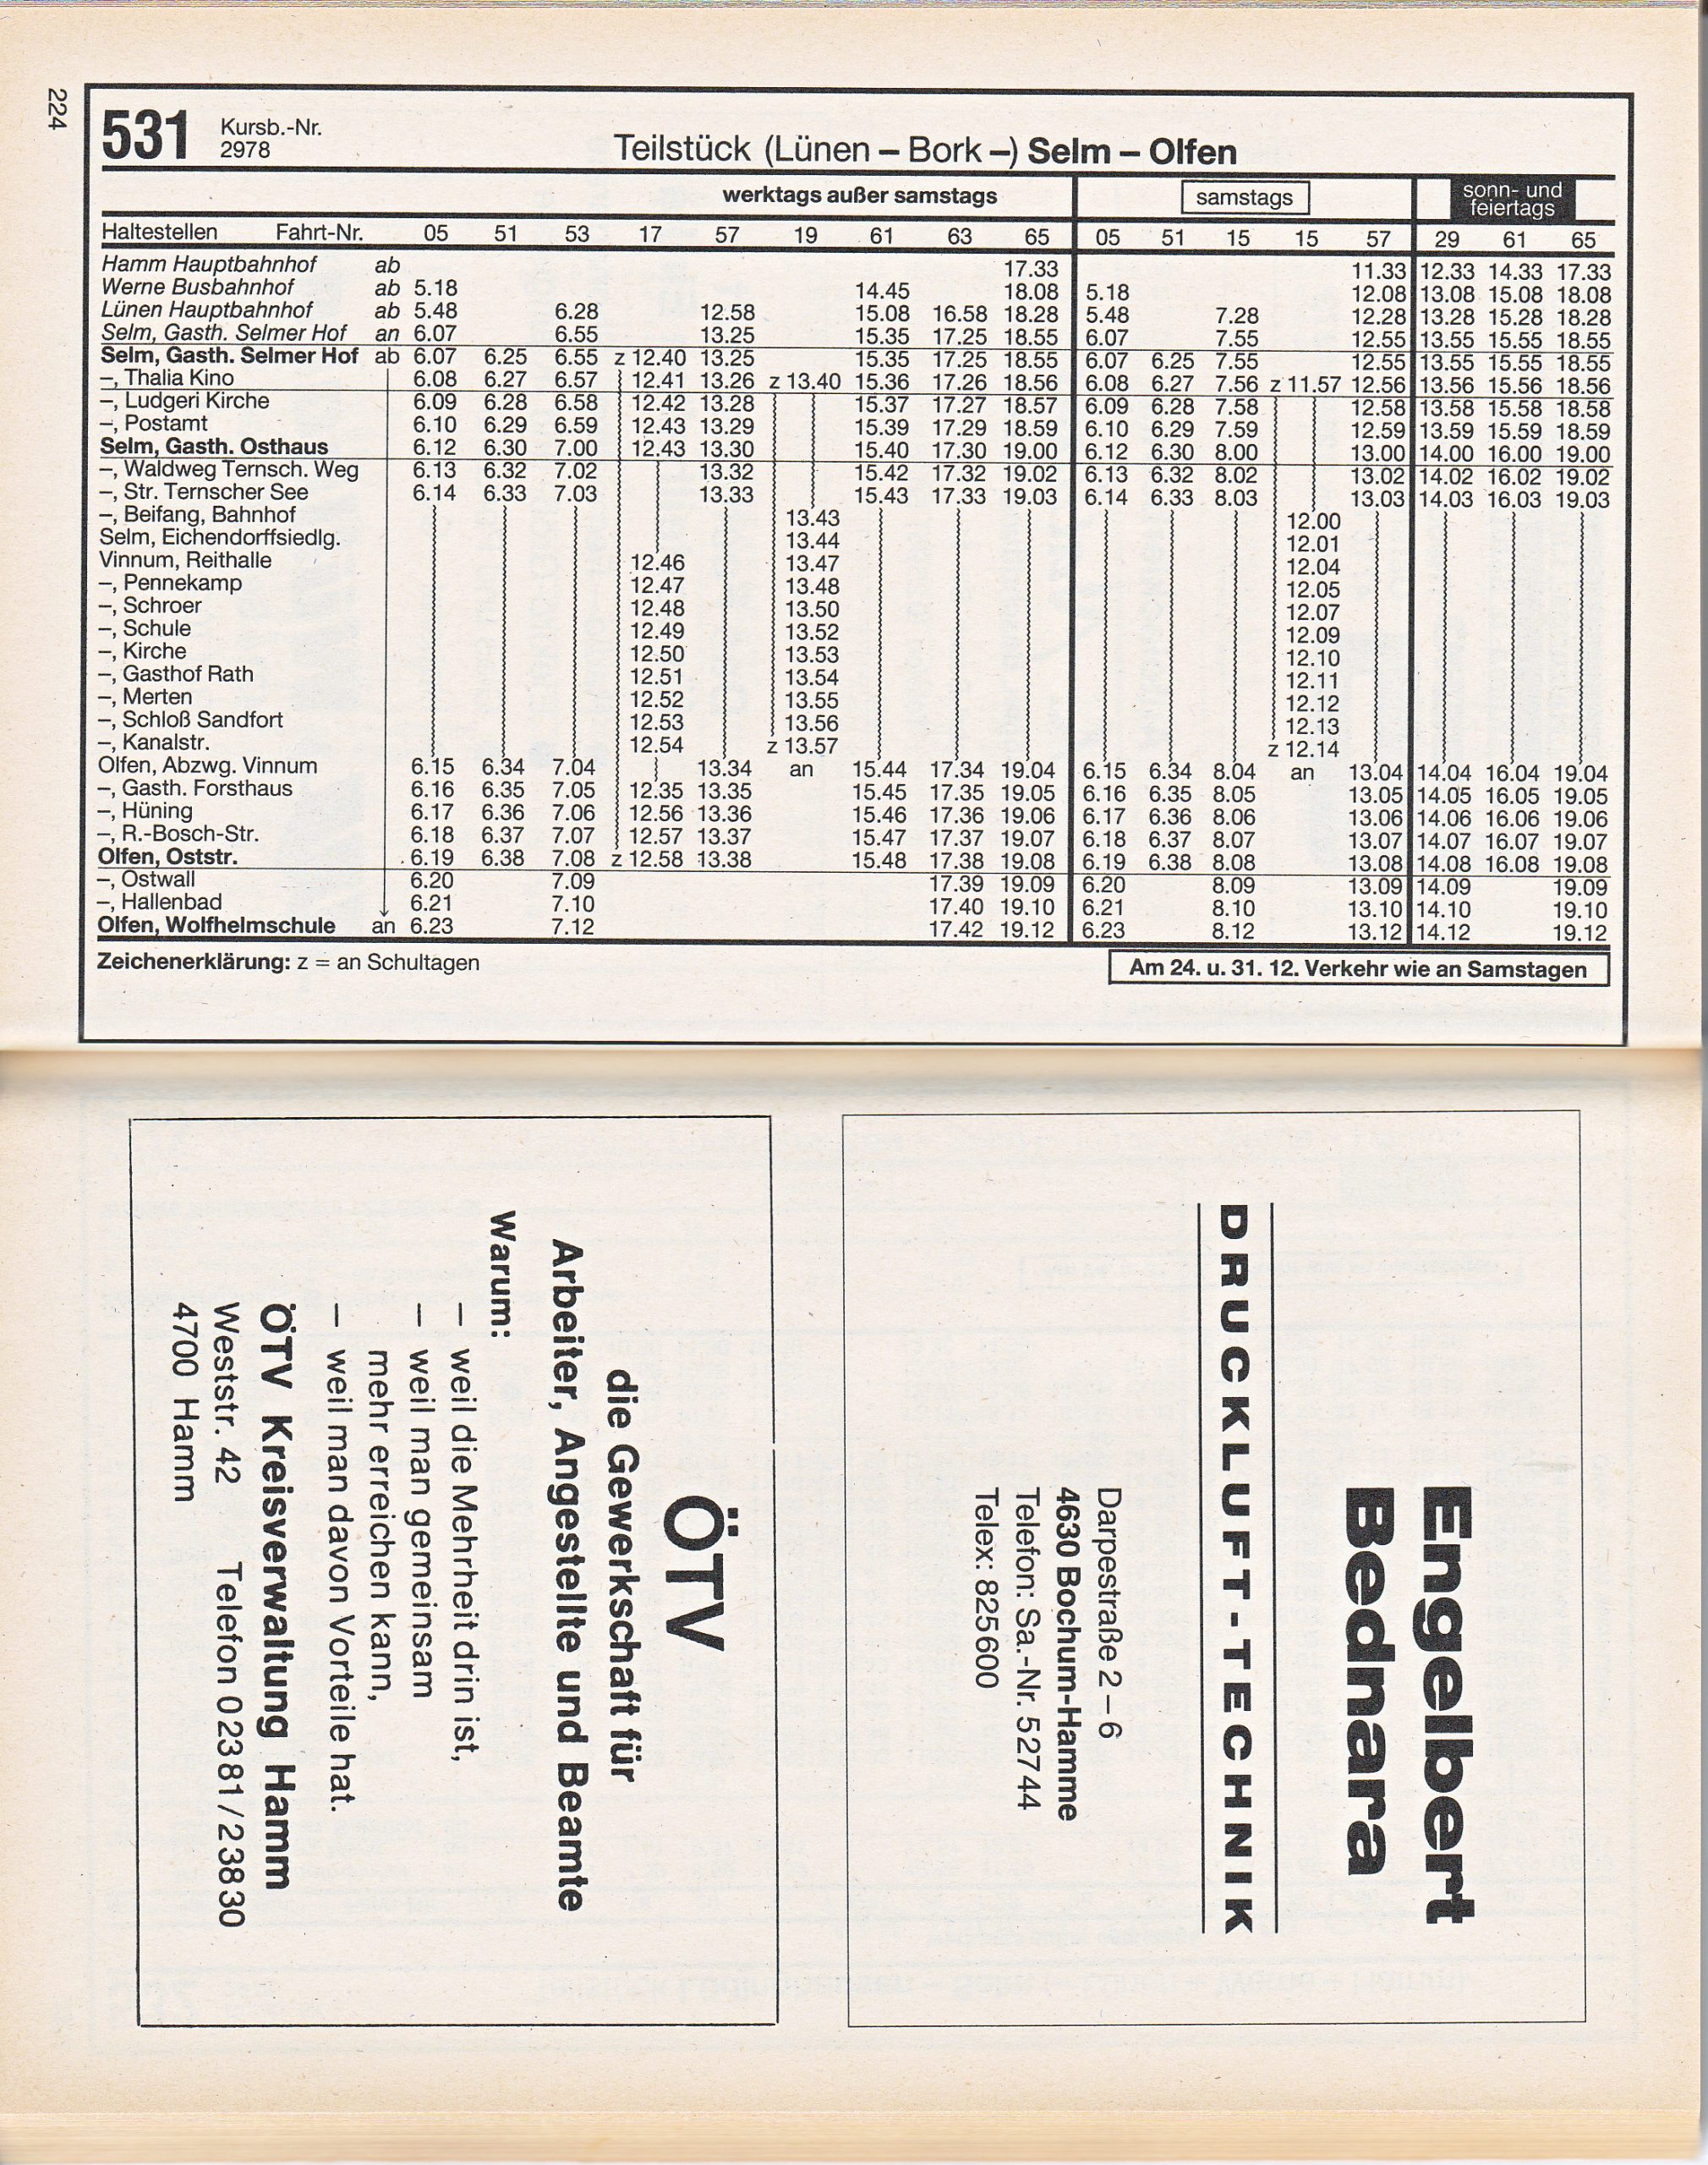 224
531 Kursb.-Nr. 2978 Teilstück (Lünen – Bork –) Selm – Olfen
werktags außer samstags samstags sonn- und feiertags
Haltestellen Fahrt-Nr. 05 51 53 17 57 19 61 63 65 05 51 15 15 57 29 61 65
Hamm Hauptbahnhof ab 17.33 11.33 12.33 14.33 17.33
Werne Busbahnhof ab 5.18 14.45 18.08 5.18 12.08 13.08 15.08 18.08
Lünen Hauptbahnhof ab 5.48 6.28 12.58 15.08 16.58 18.28 5.48 7.28 12.28 13.28 15.28 18.28
Selm, Gasth. Selmer Hof an 6.07 6.55 13.25 15.35 17.25 18.55 6.07 7.55 12.55 13.55 15.55 18.55
Selm, Gasth. Selmer Hof ab 6.07 6.25 6.55 z 12.40 13.25 15.35 17.25 18.55 6.07 6.25 7.55 12.55 13.55 15.55 18.55
–, Thalia Kino 6.08 6.27 6.57 12.41 13.26 z 13.40 15.36 17.26 18.56 6.08 6.27 7.56 z 11.57 12.56 13.56 15.56 18.56
–, Ludgeri Kirche 6.09 6.28 6.58 12.42 13.28 15.37 17.27 18.57 6.09 6.28 7.58 12.58 13.58 15.58 18.58
–, Postamt 6.10 6.29 6.59 12.43 13.29 15.39 17.29 18.59 6.10 6.29 7.59 12.59 13.59 15.59 18.59
Selm, Gasth. Osthaus 6.12 6.30 7.00 12.43 13.30 15.40 17.30 19.00 6.12 6.30 8.00 13.00 14.00 16.00 19.00
–, Waldweg Ternsch. Weg 6.13 6.32 7.02 13.32 15.42 17.32 19.02 6.13 6.32 8.02 13.02 14.02 16.02 19.02
–, Str. Ternscher See 6.14 6.33 7.03 13.33 15.43 17.33 19.03 6.14 6.33 8.03 13.03 14.03 16.03 19.03
–, Beifang, Bahnhof 13.43 12.00
Selm, Eichendorffsiedlg. 13.44 12.01
Vinnum, Reithalle 12.46 13.47 12.04
–, Pennekamp 12.47 13.48 12.05
–, Schroer 12.48 13.50 12.07
–, Schule 12.49 13.52 12.09
–, Kirche 12.50 13.53 12.10
–, Gasthof Rath 12.51 13.54 12.11
–, Merten 12.52 13.55 12.12
–, Schloß Sandfort 12.53 13.56 12.13
–, Kanalstr. 12.54 z 13.57 z 12.14
Olfen, Abzwg. Vinnum 6.15 6.34 7.04 13.34 an 15.44 17.34 19.04 6.15 6.34 8.04 an 13.04 14.04 16.04 19.04
–, Gasth. Forsthaus 6.16 6.35 7.05 12.35 13.35 15.45 17.35 19.05 6.16 6.35 8.05 13.05 14.05 16.05 19.05
–, Hüning 6.17 6.36 7.06 12.56 13.36 15.46 17.36 19.06 6.17 6.36 8.06 13.06 14.06 16.06 19.06
–, R.-Bosch-Str. 6.18 6.37 7.07 12.57 13.37 15.47 17.37 19.07 6.18 6.37 8.07 13.07 14.07 16.07 19.07
Olfen, Oststr. 6.19 6.38 7.08 z 12.58 13.38 15.48 17.38 19.08 6.19 6.38 8.08 13.08 14.08 16.08 19.08
–, Ostwall 6.20 7.09 17.39 19.09 6.20 8.09 13.09 14.09 19.09
–, Hallenbad 6.21 7.10 17.40 19.10 6.21 8.10 13.10 14.10 19.10
Olfen, Wolfhelmschule an 6.23 7.12 17.42 19.12 6.23 8.12 13.12 14.12 19.12
Zeichenerklärung: z = an Schultagen
Am 24. u. 31. 12. Verkehr wie an Samstagen
Engelbert
Bednara
DRUCKLUFT-TECHNIK
Darpestraße 2–6
4630 Bochum-Hamme
Telefon: Sa.-Nr. 52744
Telex: 825600
ÖTV
die Gewerkschaft für
Arbeiter, Angestellte und Beamte
Warum:
– weil die Mehrheit drin ist,
– weil man gemeinsam
mehr erreichen kann,
– weil man davon Vorteile hat.
ÖTV Kreisverwaltung Hamm
Weststr. 42 Telefon 02381/23830
4700 Hamm